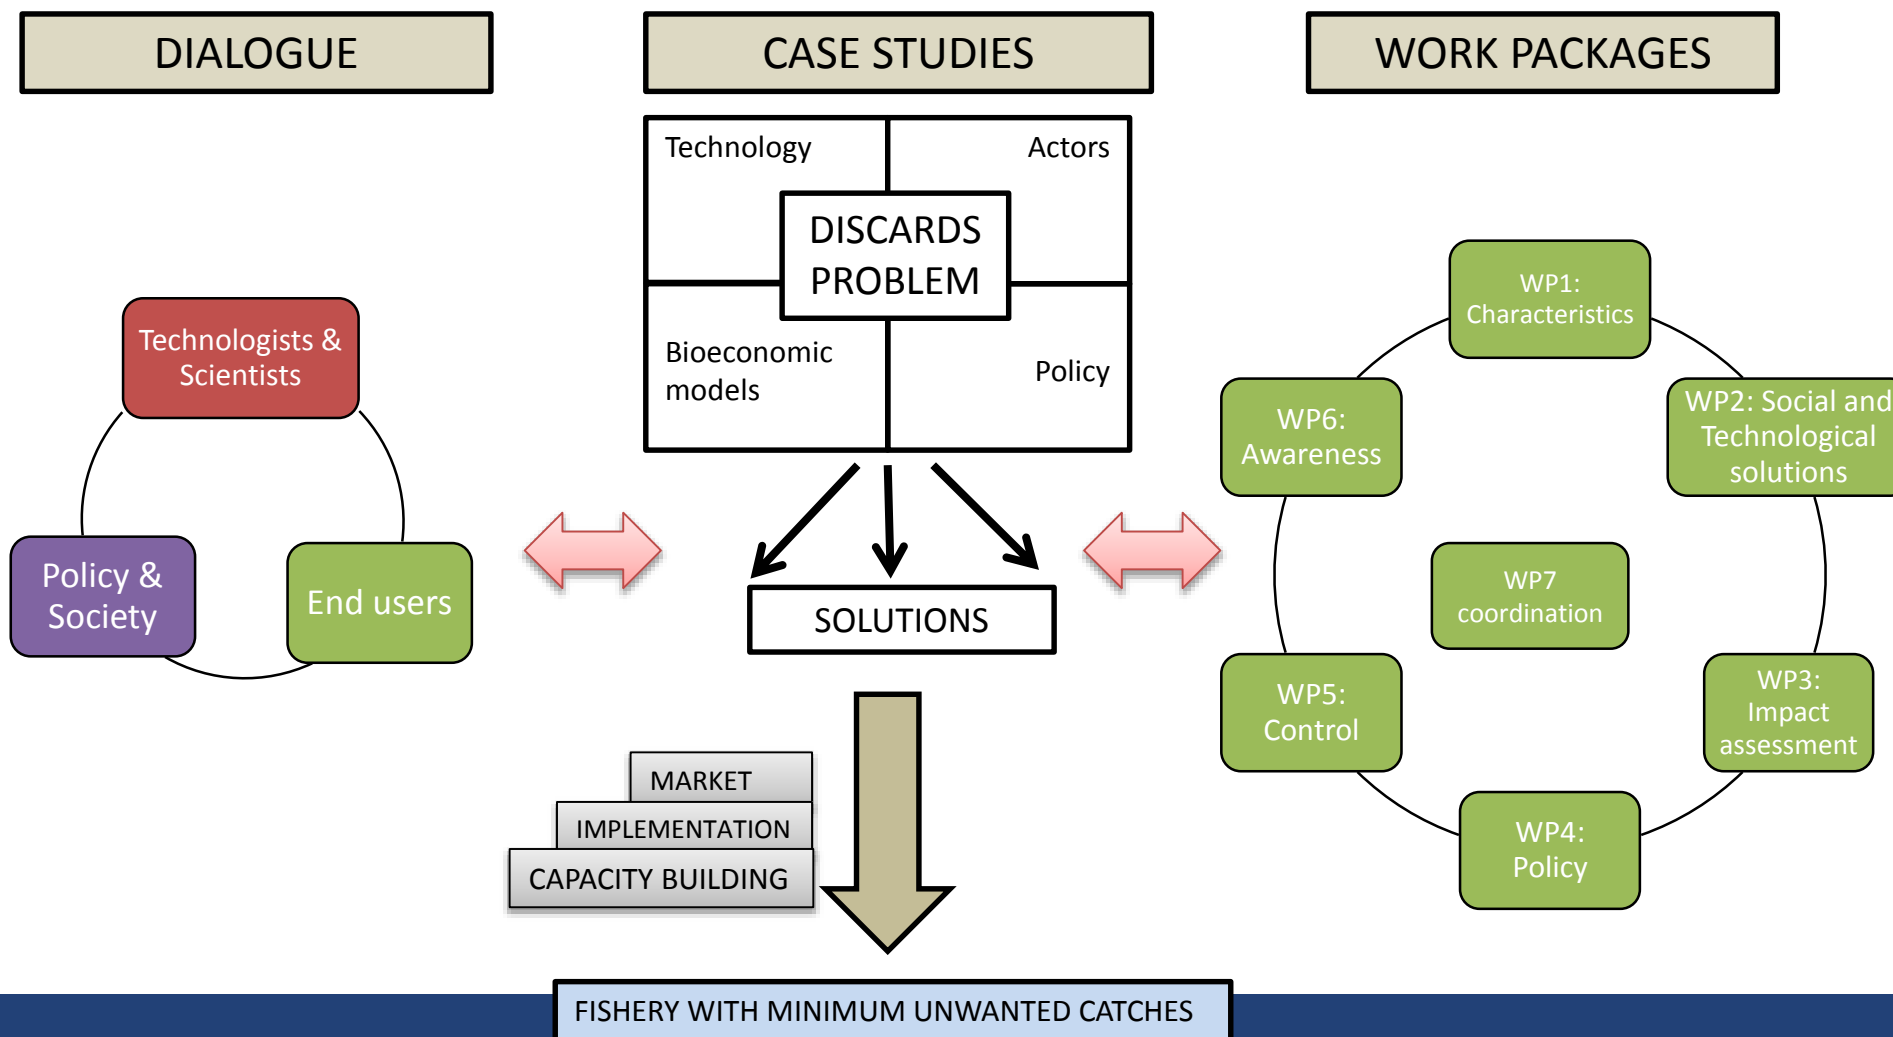 DIALOGUE
CASE STUDIES
WORK PACKAGES
Technology
Actors
DISCARDS
PROBLEM
Bioeconomic
models
Policy
Technologists &
Scientists
Policy &
Society
End users
SOLUTIONS
MARKET
IMPLEMENTATION
CAPACITY BUILDING
FISHERY WITH MINIMUM UNWANTED CATCHES
WP1:
Characteristics
WP2: Social and
Technological
solutions
WP3:
Impact
assessment
WP4:
Policy
WP5:
Control
WP6:
Awareness
WP7
coordination